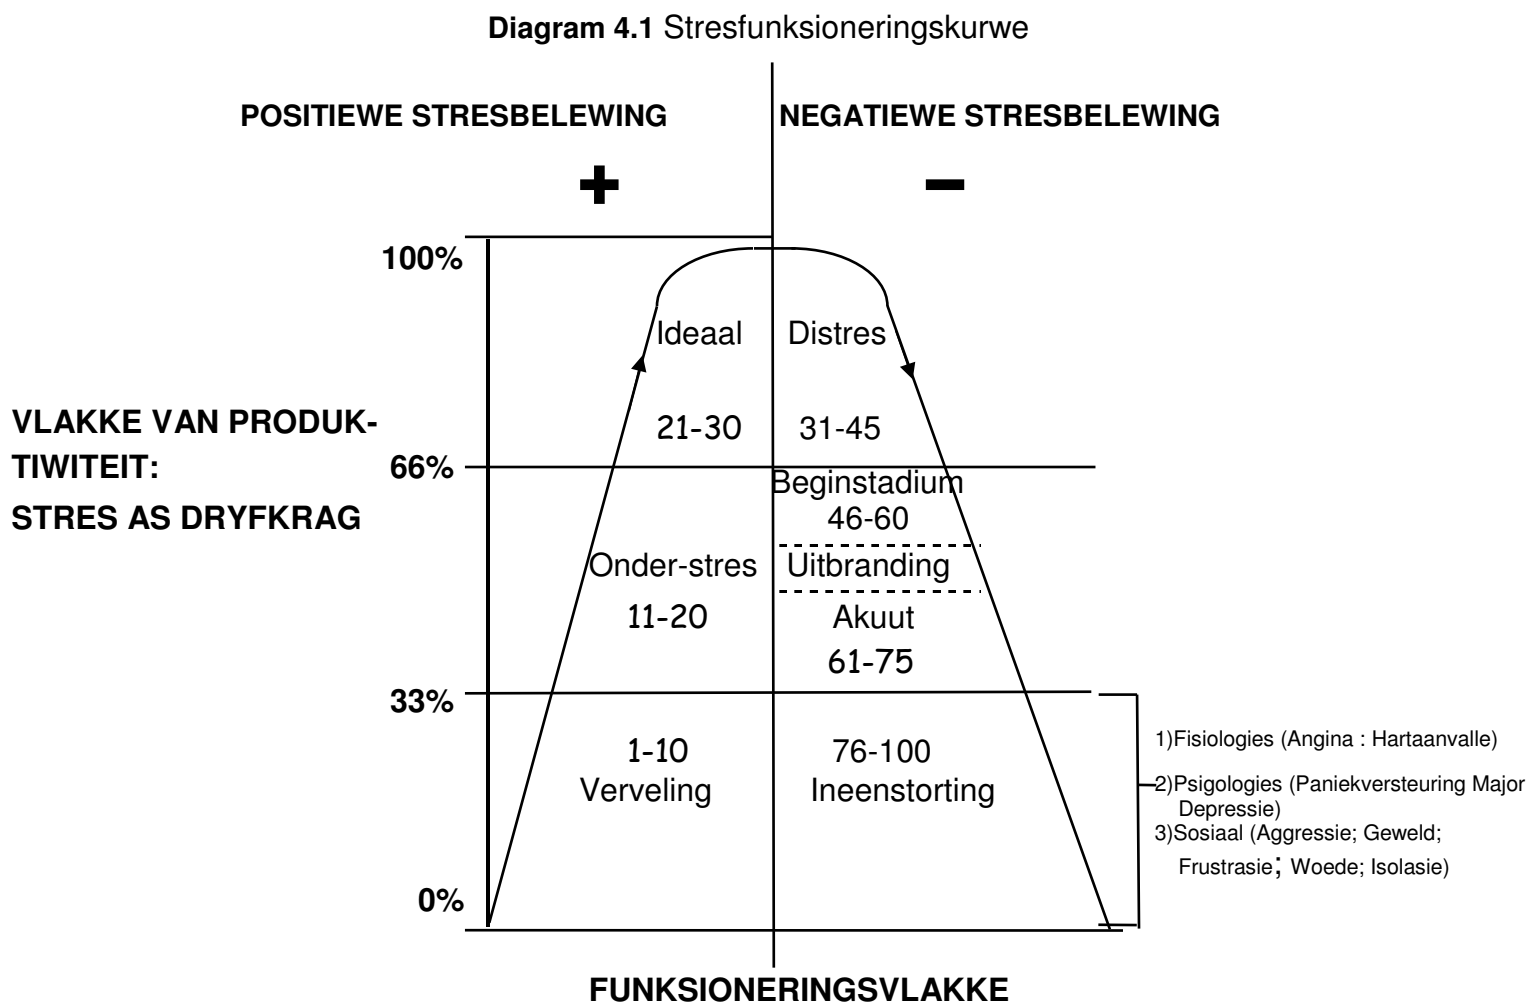 Diagram 4.1 Stresfunksioneringskurwe
POSITIEWE STRESBELEWING
NEGATIEWE STRESBELEWING
+
–
100%
Ideaal
Distres
VLAKKE VAN PRODUK-
TIWITEIT:
STRES AS DRYFKRAG
21-30
31-45
66%
Beginstadium
46-60
Onder-stres
Uitbranding
11-20
Akuut
61-75
33%
1-10
Verveling
76-100
Ineenstorting
1)Fisiologies (Angina : Hartaanvalle)
2)Psigologies (Paniekversteuring Major
Depressie)
3)Sosiaal (Aggressie; Geweld;
Frustrasie; Woede; Isolasie)
0%
FUNKSIONERINGSVLAKKE